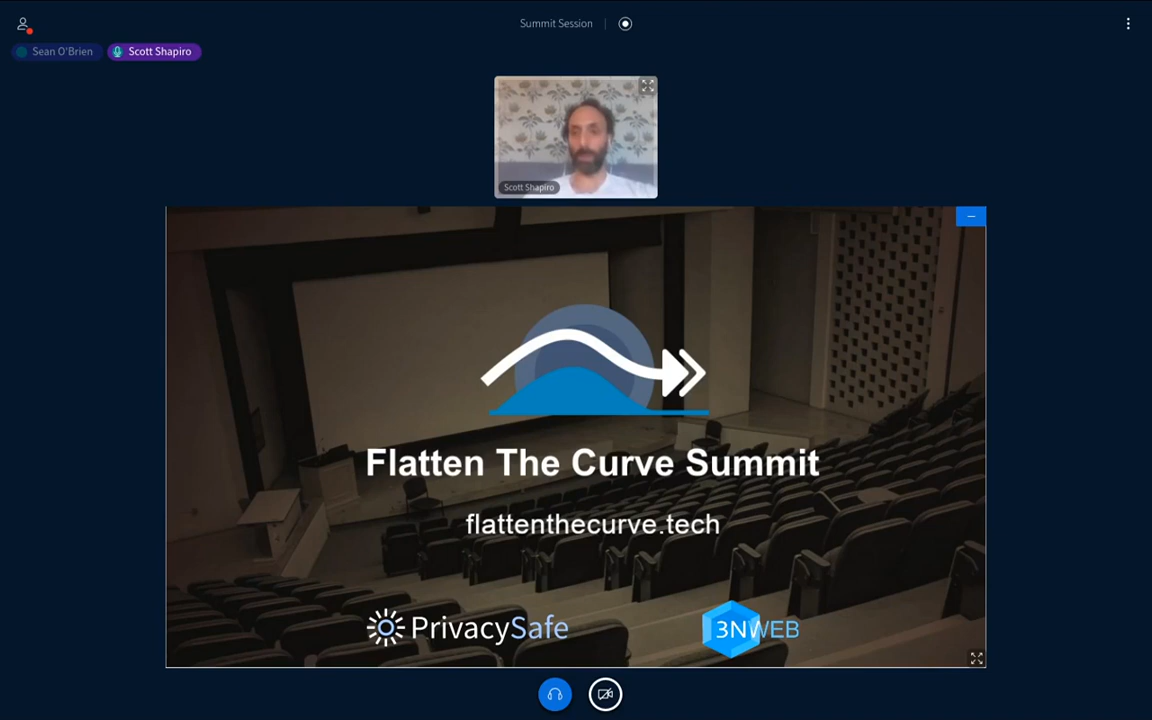 Summit Session
Sean O'Brien
Scott Shapiro
Scott Shapiro
Flatten The Curve Summit
flattenthecurve.tech
PrivacySafe
3NWEB